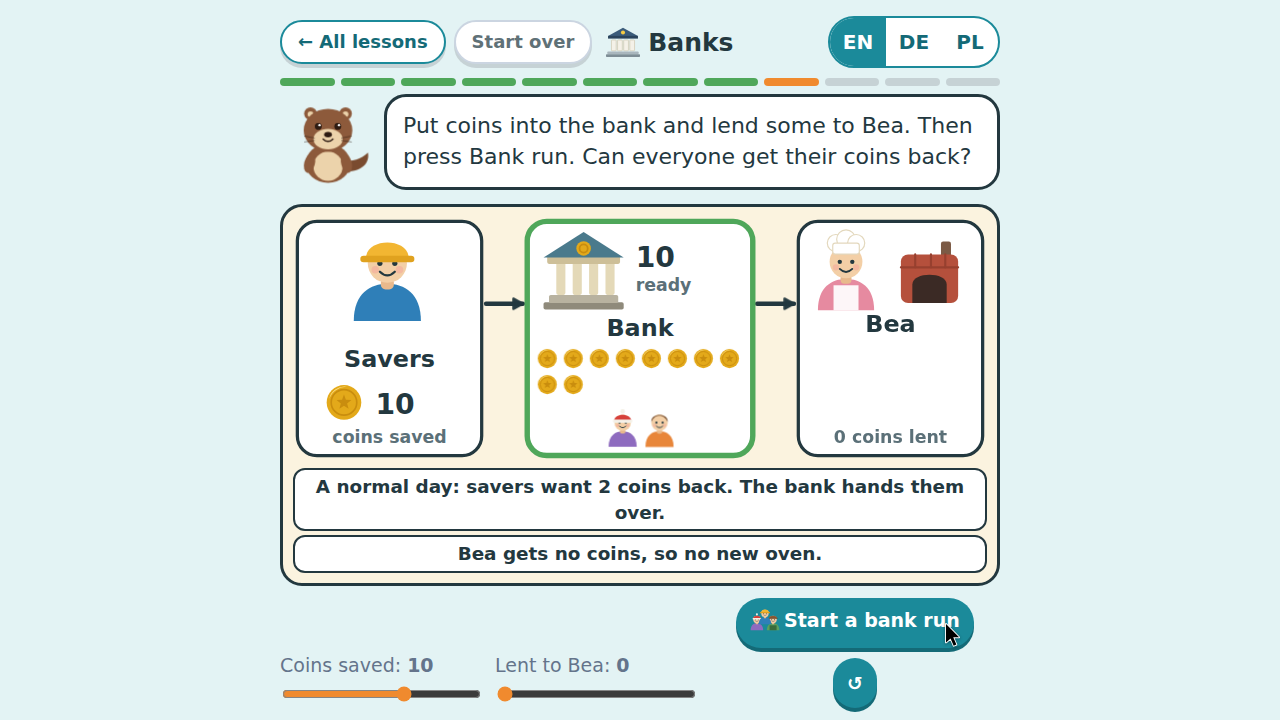 ← All lessons
Start over
Banks
EN DE PL
Put coins into the bank and lend some to Bea. Then
press Bank run. Can everyone get their coins back?
10
ready
Bank
Savers
10
coins saved
Bea
0 coins lent
A normal day: savers want 2 coins back. The bank hands them
over.
Bea gets no coins, so no new oven.
Start a bank run
Coins saved: 10
Lent to Bea: 0
↺